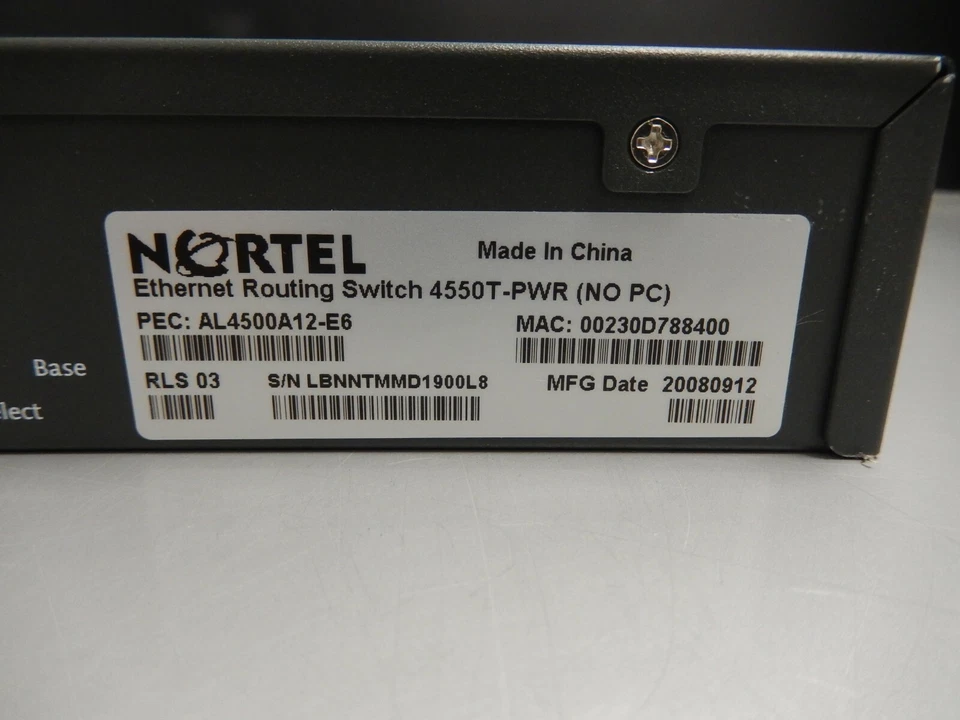 NORTEL
Made In China
Ethernet Routing Switch 4550T-PWR (NO PC)
PEC: AL4500A12-E6
MAC: 00230D788400
Base
RLS 03
S/N LBNNTMMD1900L8
MFG Date 20080912
elect